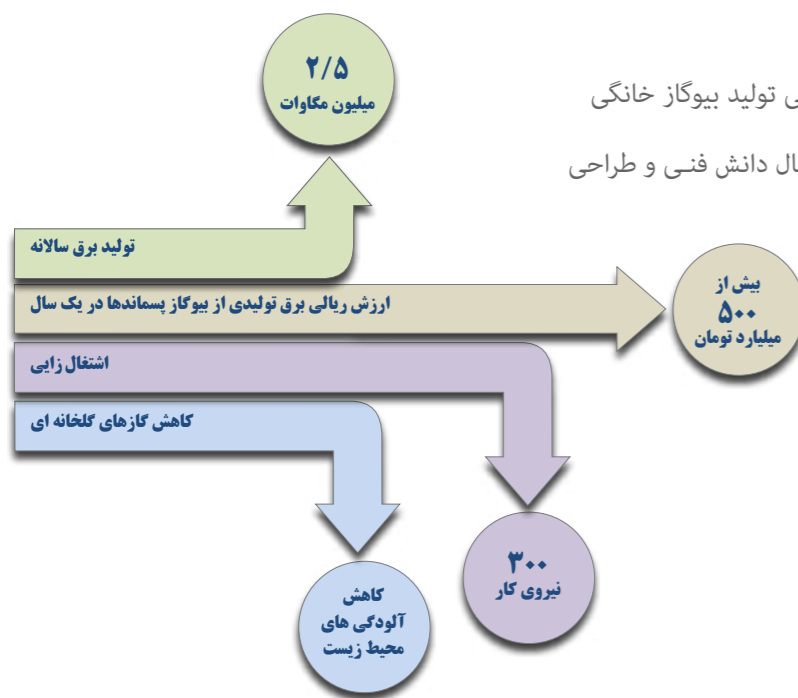 ۲/۵
میلیون مگاوات
تولید بیوگاز خانگی
دانش فنی و طراحی
تولید برق سالانه
ارزش ریالی برق تولیدی از بیوگاز پسماندها در یک سال
بیش از
۵۰۰
میلیارد تومان
اشتغال زایی
کاهش گازهای گلخانه ای
۳۰۰
نیروی کار
کاهش
آلودگی های
محیط زیست